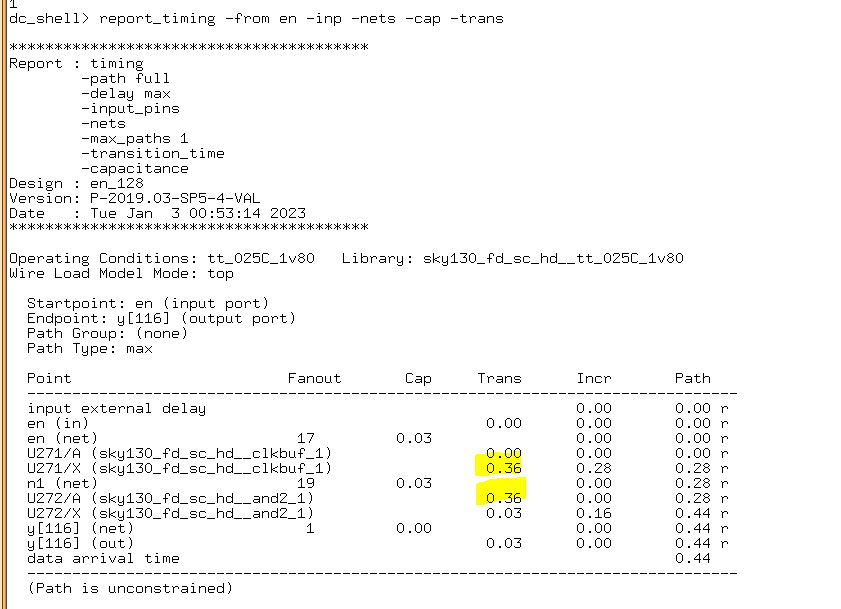 1
dc_shell> report_timing -from en -inp -nets -cap -trans
****************************************
Report : timing
-path full
-delay max
-input_pins
-nets
-max_paths 1
-transition_time
-capacitance
Design : en_128
Version: P-2019.03-SP5-4-VAL
Date : Tue Jan 3 00:53:14 2023
****************************************
Operating Conditions: tt_025C_1v80 Library: sky130_fd_sc_hd__tt_025C_1v80
Wire Load Model Mode: top
Startpoint: en (input port)
Endpoint: y[116] (output port)
Path Group: (none)
Path Type: max
Point Fanout Cap Trans Incr Path
------------------------------------------------------------------------------
input external delay 0.00 0.00 r
en (in) 0.00 0.00 0.00 r
en (net) 17 0.03 0.00 0.00 r
U271/A (sky130_fd_sc_hd__clkbuf_1) 0.00 0.00 0.00 r
U271/X (sky130_fd_sc_hd__clkbuf_1) 0.36 0.28 0.28 r
n1 (net) 19 0.03 0.00 0.28 r
U272/A (sky130_fd_sc_hd__and2_1) 0.36 0.00 0.28 r
U272/X (sky130_fd_sc_hd__and2_1) 0.03 0.16 0.44 r
y[116] (net) 1 0.00 0.00 0.44 r
y[116] (out) 0.03 0.00 0.44 r
data arrival time 0.44
------------------------------------------------------------------------------
(Path is unconstrained)